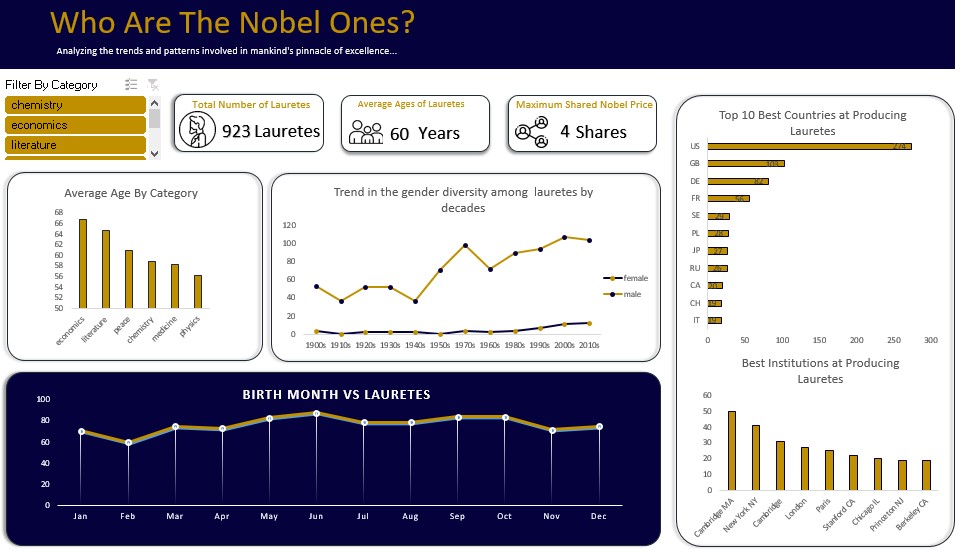 Who Are The Nobel Ones?
Analyzing the trends and patterns involved in mankind's pinnacle of excellence...
Filter By Category
chemistry
economics
literature
Total Number of Lauretes
923 Lauretes
Average Ages of Lauretes
60 Years
Maximum Shared Nobel Price
4 Shares
Average Age By Category
68
66
64
62
60
58
56
54
52
50
economics
literature
peace
chemistry
medicine
physics
Trend in the gender diversity among lauretes by
decades
120
100
80
60
40
20
0
1900s 1910s 1920s 1930s 1940s 1950s 1970s 1960s 1980s 1990s 2000s 2010s
female
male
BIRTH MONTH VS LAURETES
100
80
60
40
20
0
Jan Feb Mar Apr May Jun Jul Aug Sep Oct Nov Dec
Top 10 Best Countries at Producing
Lauretes
US 274
GB 103
DE 82
FR 56
SE 29
PL 28
JP 27
RU 26
CA
CH
IT
0 50 100 150 200 250 300
Best Institutions at Producing
Lauretes
60
50
40
30
20
10
0
Cambridge MA
New York NY
Cambridge
London
Paris
Stanford CA
Chicago IL
Princeton NJ
Berkeley CA